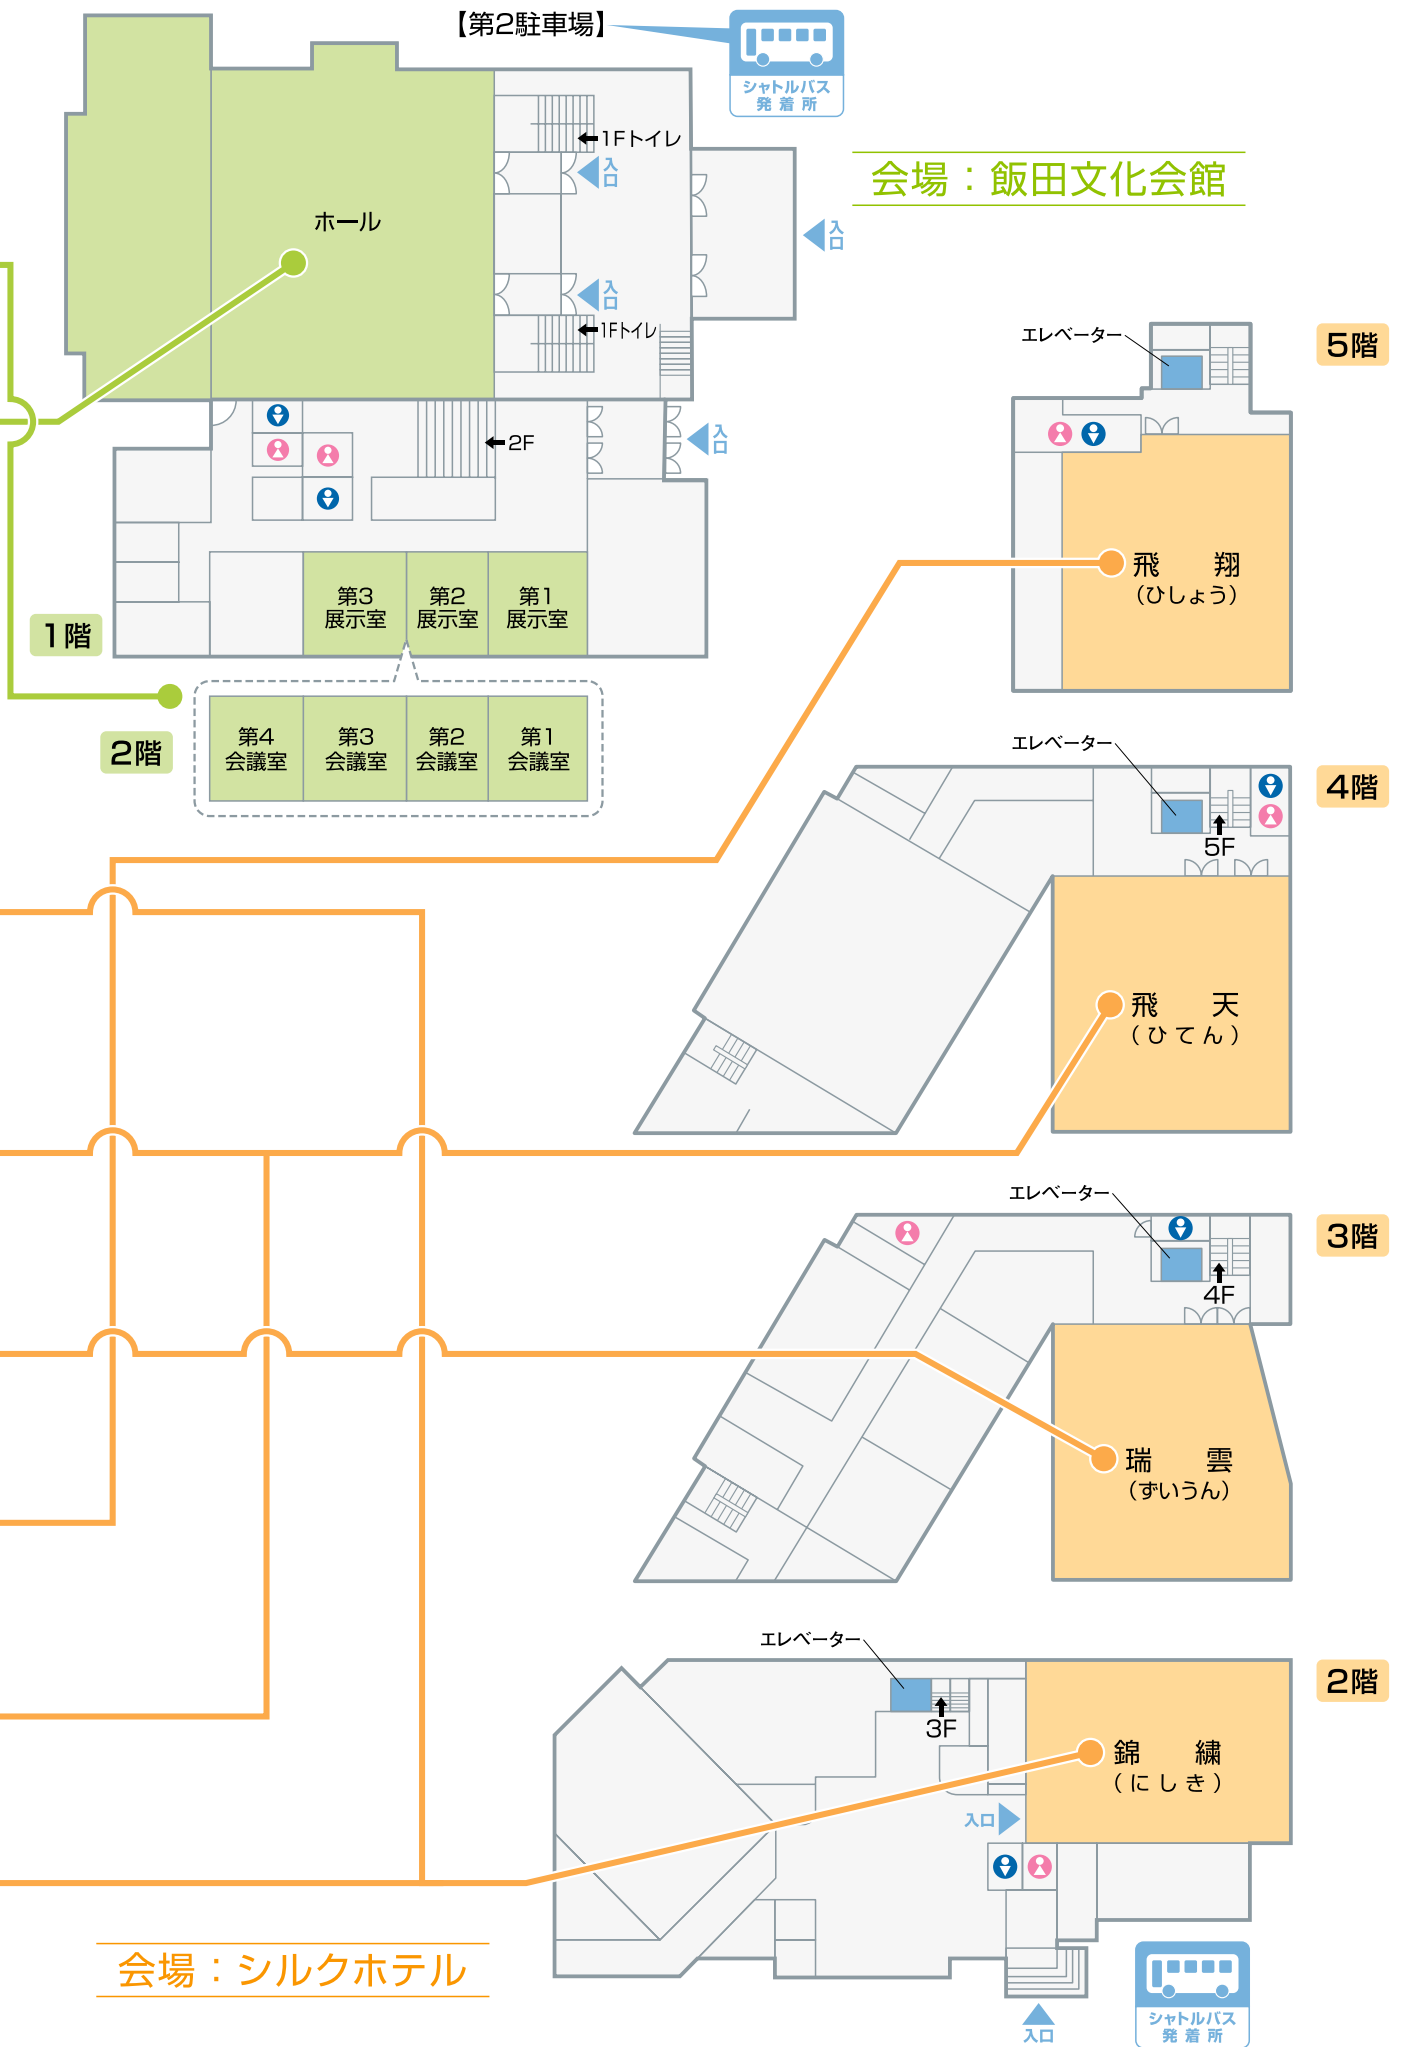 【第2駐車場】
シャトルバス
発着所
1Fトイレ
入口
会場：飯田文化会館
ホール
入口
入口
1Fトイレ
エレベーター
5階
2F
入口
飛　翔
（ひしょう）
第3
展示室
第2
展示室
第1
展示室
1階
2階
第4
会議室
第3
会議室
第2
会議室
第1
会議室
エレベーター
4階
5F
飛　天
（ひてん）
エレベーター
3階
4F
瑞　雲
（ずいうん）
エレベーター
2階
3F
錦　繍
（にしき）
入口
会場：シルクホテル
入口
シャトルバス
発着所